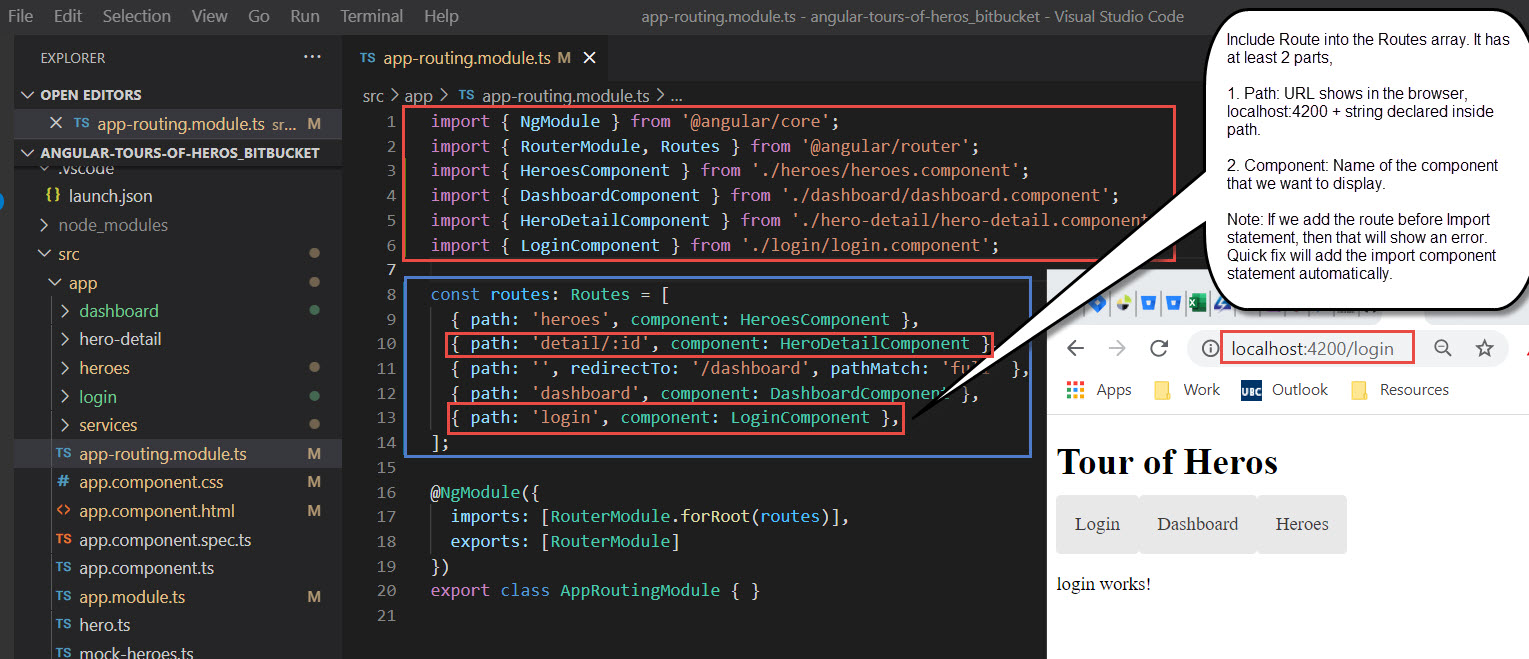 File Edit Selection View Go Run Terminal Help
app-routing.module.ts - angular-tours-of-heros_bitbucket - Visual Studio Code
EXPLORER ...
OPEN EDITORS
TS app-routing.module.ts sr... M
ANGULAR-TOURS-OF-HEROS_BITBUCKET
.vscode
{} launch.json
node_modules
src
app
dashboard
hero-detail
heroes
login
services
TS app-routing.module.ts M
# app.component.css M
<> app.component.html M
TS app.component.spec.ts
TS app.component.ts
TS app.module.ts M
TS hero.ts
TS mock-heroes.ts
TS app-routing.module.ts M
src > app > TS app-routing.module.ts > ...
1 import { NgModule } from '@angular/core';
2 import { RouterModule, Routes } from '@angular/router';
3 import { HeroesComponent } from './heroes/heroes.component';
4 import { DashboardComponent } from './dashboard/dashboard.component';
5 import { HeroDetailComponent } from './hero-detail/hero-detail.component
6 import { LoginComponent } from './login/login.component';
7
8 const routes: Routes = [
9 { path: 'heroes', component: HeroesComponent },
10 { path: 'detail/:id', component: HeroDetailComponent },
11 { path: '', redirectTo: '/dashboard', pathMatch: 'full' },
12 { path: 'dashboard', component: DashboardComponent },
13 { path: 'login', component: LoginComponent },
14 ];
15
16 @NgModule({
17 imports: [RouterModule.forRoot(routes)],
18 exports: [RouterModule]
19 })
20 export class AppRoutingModule { }
21
Include Route into the Routes array. It has
at least 2 parts,
1. Path: URL shows in the browser,
localhost:4200 + string declared inside
path.
2. Component: Name of the component
that we want to display.
Note: If we add the route before Import
statement, then that will show an error.
Quick fix will add the import component
statement automatically.
localhost:4200/login
Apps Work UBC Outlook Resources
Tour of Heros
Login Dashboard Heroes
login works!